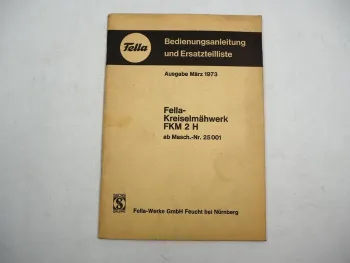 Fella
Bedienungsanleitung
und Ersatzteilliste
Ausgabe März 1973
Fella-
Kreiselmähwerk
FKM 2 H
ab Masch.-Nr. 25 001
Fella-Werke GmbH Feucht bei Nürnberg